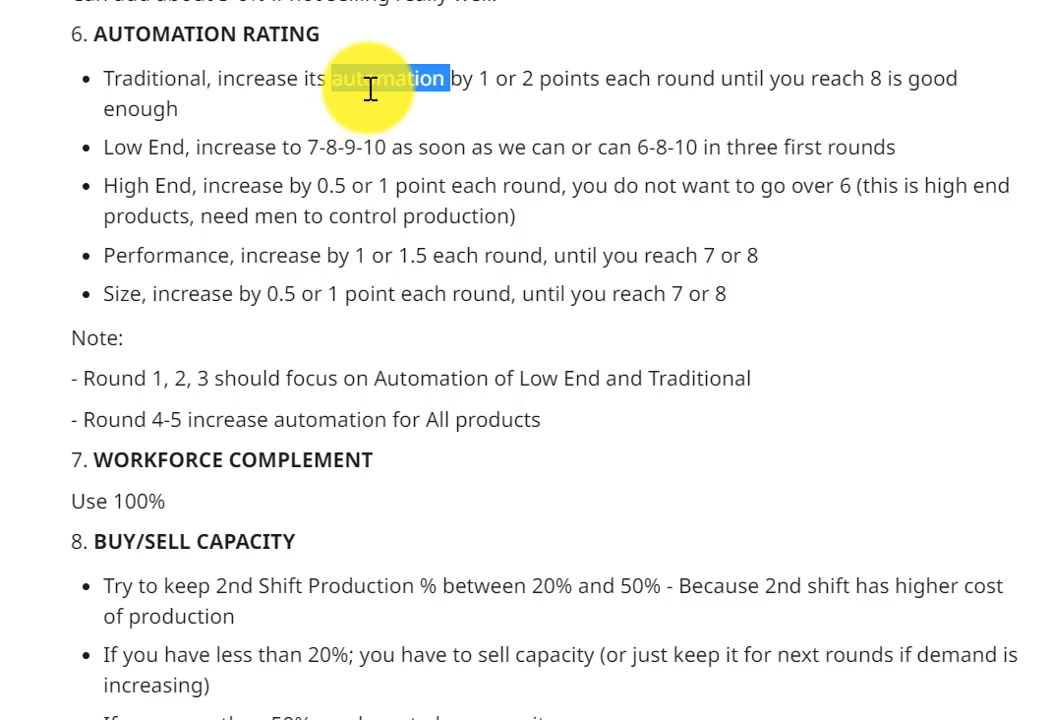 6. AUTOMATION RATING
• Traditional, increase its automation by 1 or 2 points each round until you reach 8 is good
enough
• Low End, increase to 7-8-9-10 as soon as we can or can 6-8-10 in three first rounds
• High End, increase by 0.5 or 1 point each round, you do not want to go over 6 (this is high end
products, need men to control production)
• Performance, increase by 1 or 1.5 each round, until you reach 7 or 8
• Size, increase by 0.5 or 1 point each round, until you reach 7 or 8
Note:
- Round 1, 2, 3 should focus on Automation of Low End and Traditional
- Round 4-5 increase automation for All products
7. WORKFORCE COMPLEMENT
Use 100%
8. BUY/SELL CAPACITY
• Try to keep 2nd Shift Production % between 20% and 50% - Because 2nd shift has higher cost
of production
• If you have less than 20%; you have to sell capacity (or just keep it for next rounds if demand is
increasing)